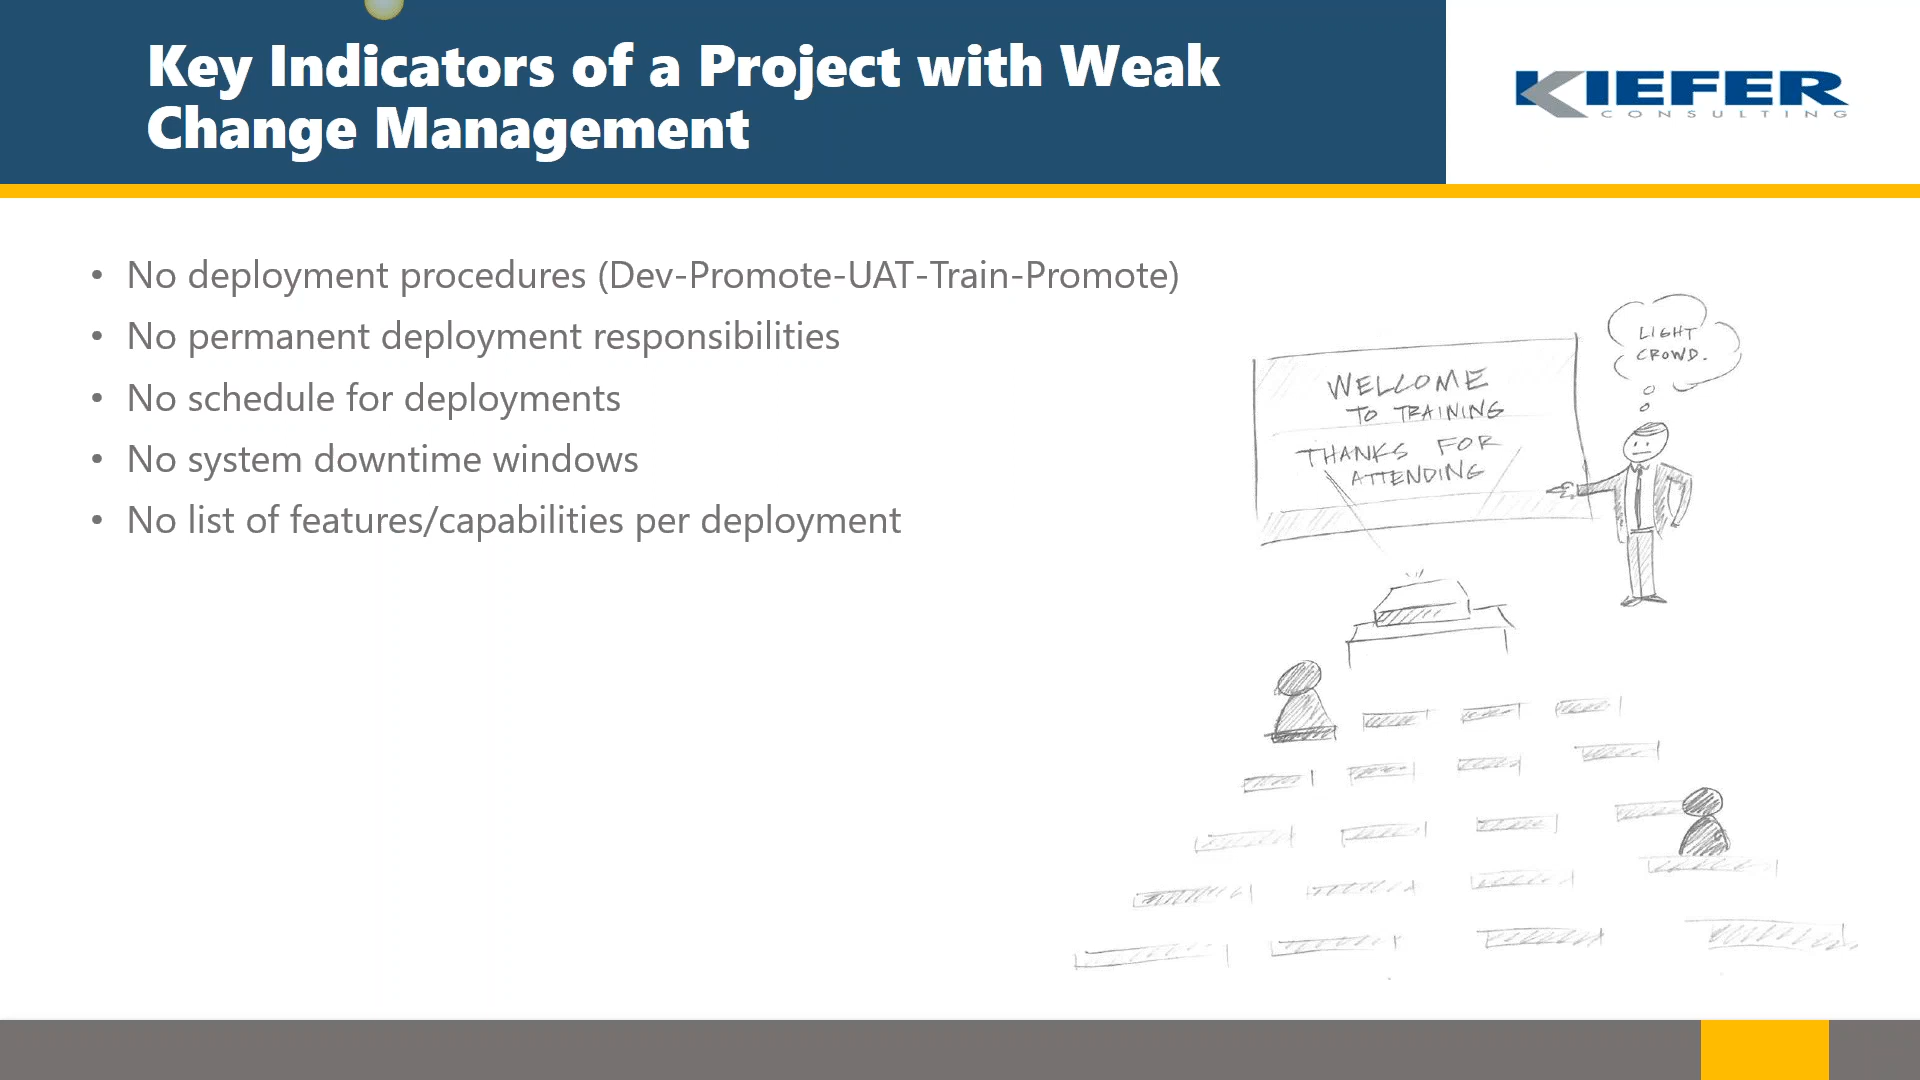 Key Indicators of a Project with Weak
Change Management
KIEFER
CONSULTING
• No deployment procedures (Dev-Promote-UAT-Train-Promote)
• No permanent deployment responsibilities
• No schedule for deployments
• No system downtime windows
• No list of features/capabilities per deployment
LIGHT
CROWD.
WELCOME
TO TRAINING
THANKS FOR
ATTENDING